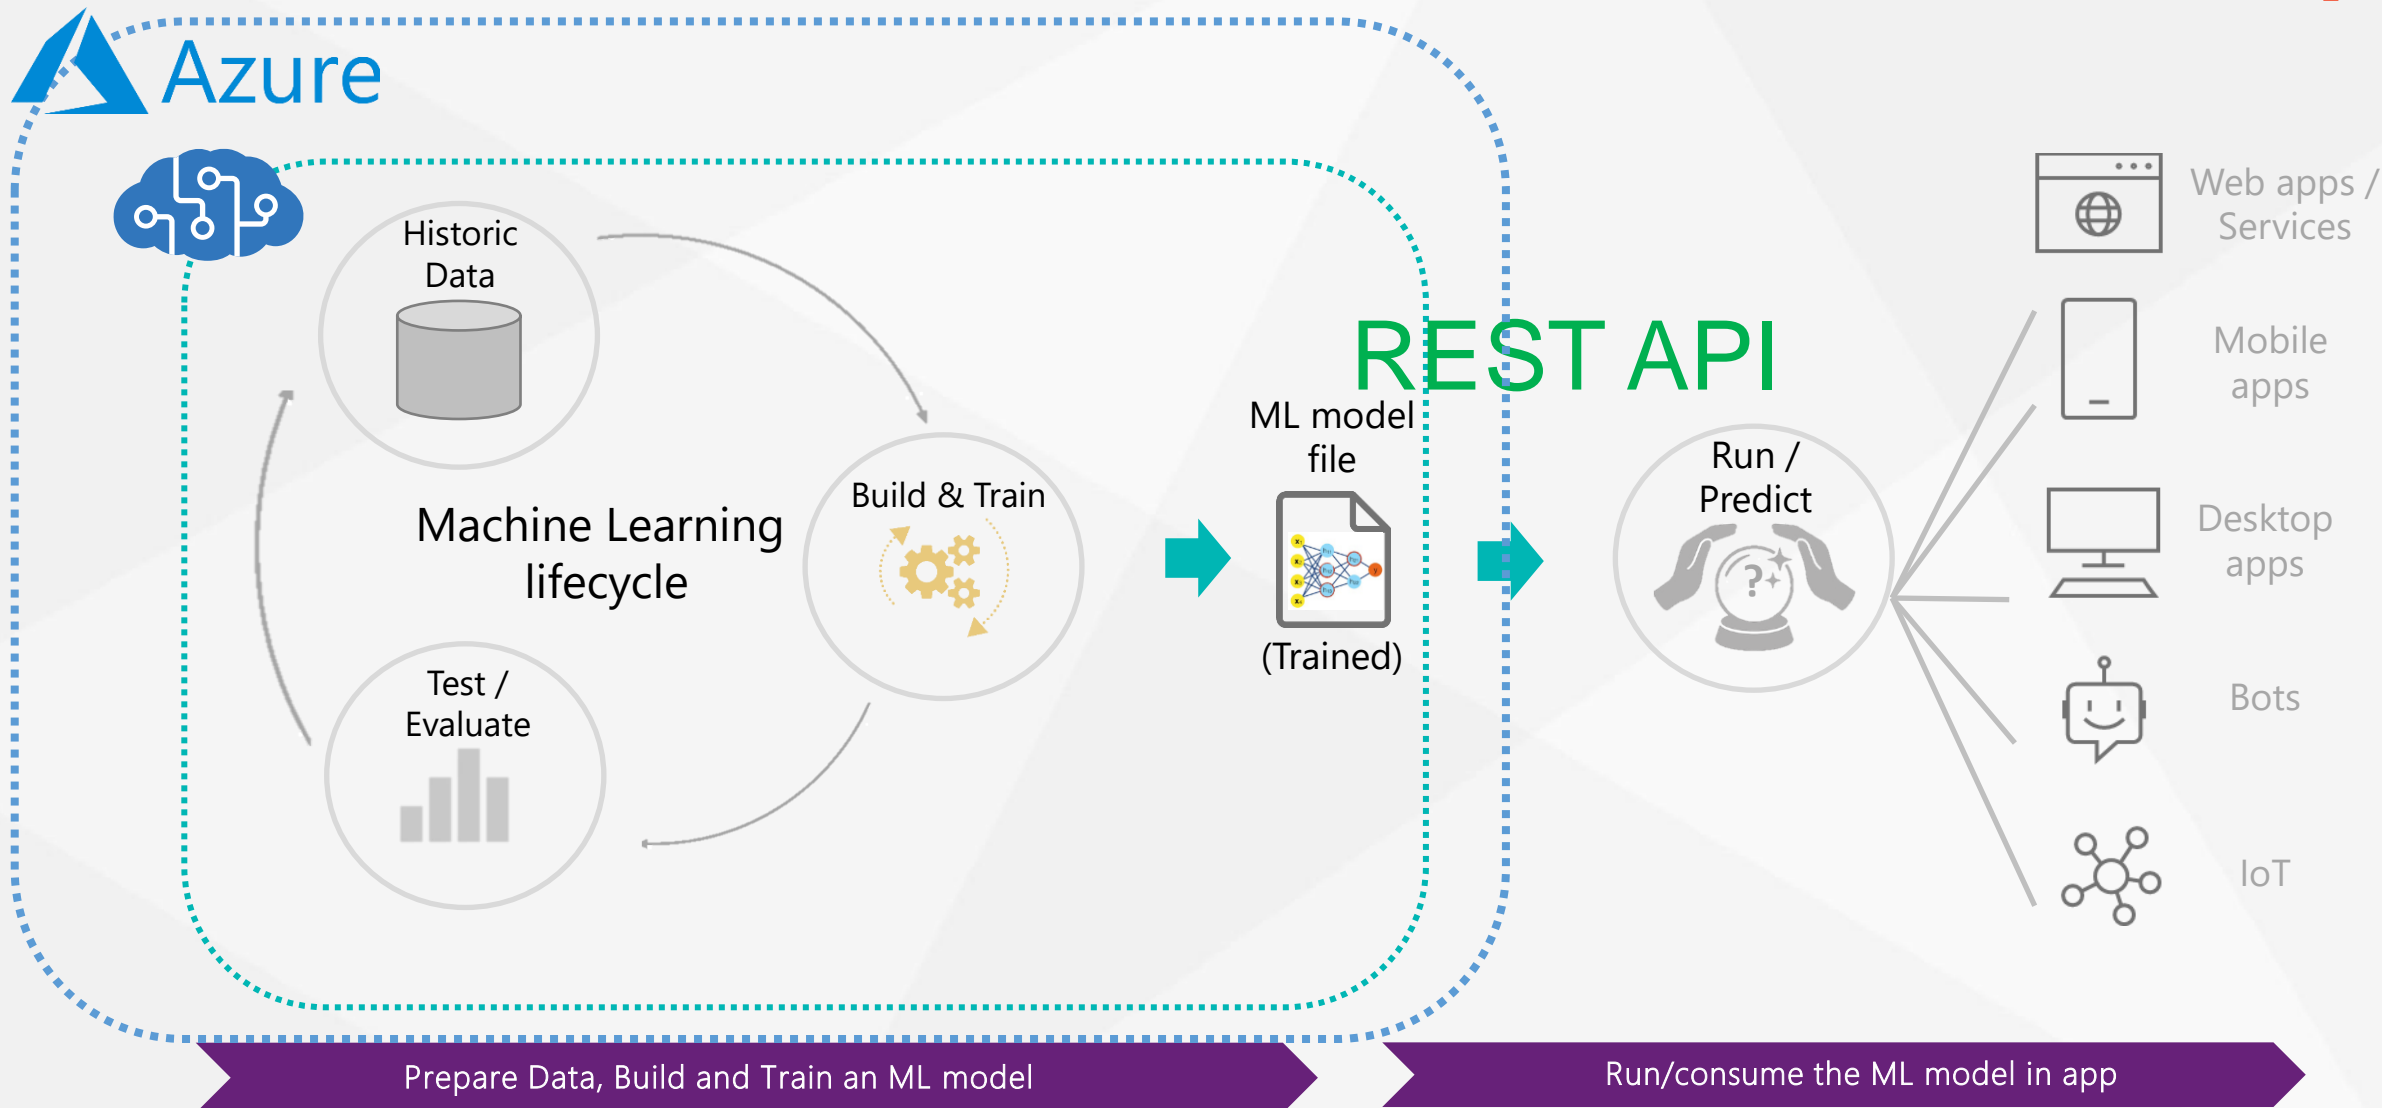 Azure
Historic
Data
Machine Learning
lifecycle
Build & Train
Test /
Evaluate
REST API
ML model
file
(Trained)
Run /
Predict
?
Web apps /
Services
Mobile
apps
Desktop
apps
Bots
IoT
Prepare Data, Build and Train an ML model
Run/consume the ML model in app